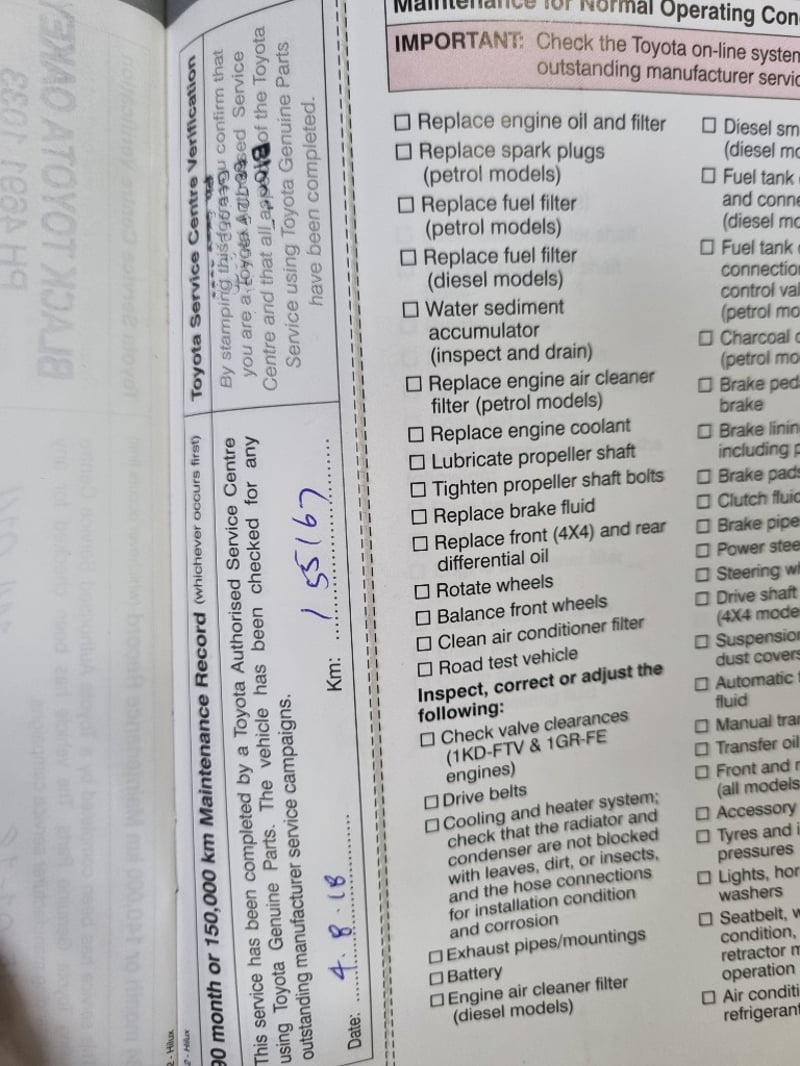 90 month or 150,000 km Maintenance Record (whichever occurs first)
This service has been completed by a Toyota Authorised Service Centre
using Toyota Genuine Parts. The vehicle has been checked for any
outstanding manufacturer service campaigns.
Date: 4.8.18 Km: 155167
Toyota Service Centre Verification
By stamping this you confirm that
you are a Toyota Service
Centre and that all of the Toyota
Service using Toyota Genuine Parts
have been completed.
2 - Hilux
2 - Hilux
Maintenance for Normal Operating Con
IMPORTANT: Check the Toyota on-line system
outstanding manufacturer servic
Replace engine oil and filter
Replace spark plugs
(petrol models)
Replace fuel filter
(petrol models)
Replace fuel filter
(diesel models)
Water sediment
accumulator
(inspect and drain)
Replace engine air cleaner
filter (petrol models)
Replace engine coolant
Lubricate propeller shaft
Tighten propeller shaft bolts
Replace brake fluid
Replace front (4X4) and rear
differential oil
Rotate wheels
Balance front wheels
Clean air conditioner filter
Road test vehicle
Inspect, correct or adjust the
following:
Check valve clearances
(1KD-FTV & 1GR-FE
engines)
Drive belts
Cooling and heater system;
check that the radiator and
condenser are not blocked
with leaves, dirt, or insects,
and the hose connections
for installation condition
and corrosion
Exhaust pipes/mountings
Battery
Engine air cleaner filter
(diesel models)
Diesel sm
(diesel mo
Fuel tank
and conne
(diesel mo
Fuel tank
connection
control val
(petrol mo
Charcoal c
(petrol mo
Brake peda
brake
Brake linin
including p
Brake pads
Clutch fluid
Brake pipe
Power stee
Steering wh
Drive shaft
(4X4 mode
Suspension
dust covers
Automatic t
fluid
Manual tran
Transfer oil
Front and r
(all models
Accessory
Tyres and i
pressures
Lights, hor
washers
Seatbelt, w
condition,
retractor m
operation
Air conditi
refrigerant